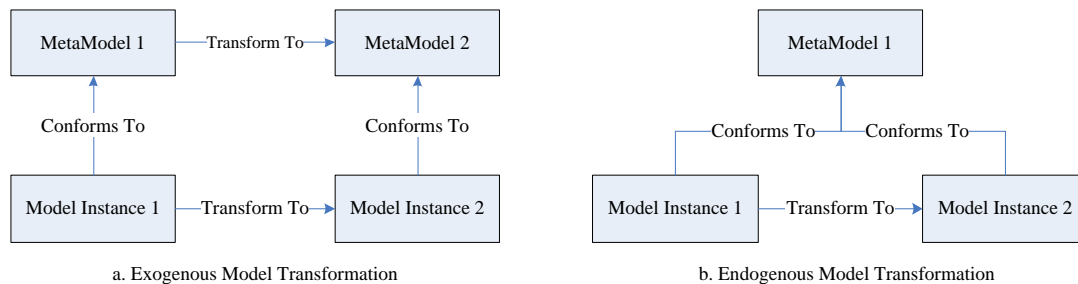 MetaModel 1
Transform To
MetaModel 2
Conforms To
Conforms To
Model Instance 1
Transform To
Model Instance 2
a. Exogenous Model Transformation
MetaModel 1
Conforms To
Conforms To
Model Instance 1
Transform To
Model Instance 2
b. Endogenous Model Transformation